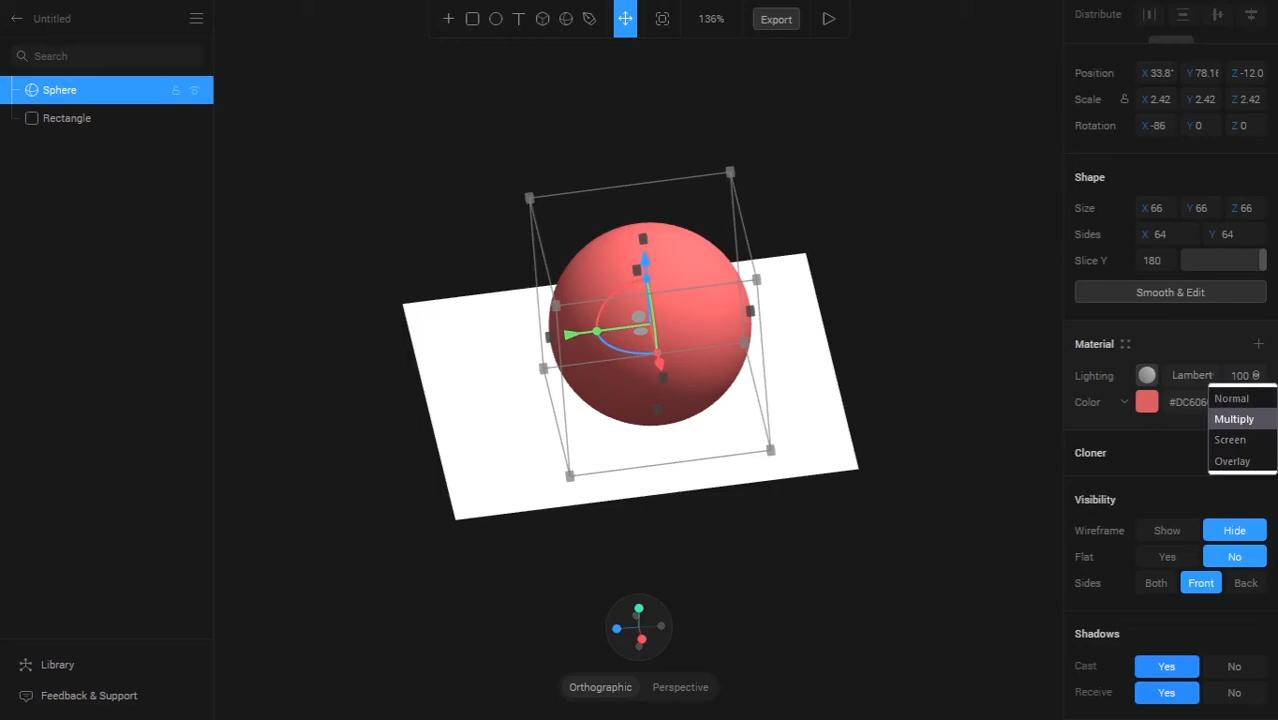 Untitled
136%
Export
Search
Sphere
Rectangle
Library
Feedback & Support
Orthographic Perspective
Distribute
Position X 33.8 Y 78.16 Z -12.0
Scale X 2.42 Y 2.42 Z 2.42
Rotation X -86 Y 0 Z 0
Shape
Size X 66 Y 66 Z 66
Sides X 64 Y 64
Slice Y 180
Smooth & Edit
Material
Lighting Lambert 100
Color #DC606
Normal
Multiply
Screen
Overlay
Cloner
Visibility
Wireframe Show Hide
Flat Yes No
Sides Both Front Back
Shadows
Cast Yes No
Receive Yes No